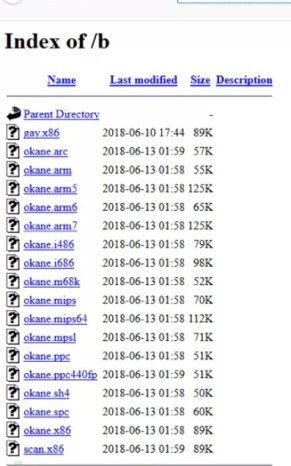 Index of /b
Name Last modified Size Description
Parent Directory -
gay.x86 2018-06-10 17:44 89K
okane.arc 2018-06-13 01:59 57K
okane.arm 2018-06-13 01:58 55K
okane.arm5 2018-06-13 01:58 125K
okane.arm6 2018-06-13 01:58 65K
okane.arm7 2018-06-13 01:58 125K
okane.i486 2018-06-13 01:58 79K
okane.i686 2018-06-13 01:58 98K
okane.m68k 2018-06-13 01:58 52K
okane.mips 2018-06-13 01:58 70K
okane.mips64 2018-06-13 01:58 112K
okane.mpsl 2018-06-13 01:58 71K
okane.ppc 2018-06-13 01:58 51K
okane.ppc440fp 2018-06-13 01:59 51K
okane.sh4 2018-06-13 01:58 50K
okane.spc 2018-06-13 01:58 60K
okane.x86 2018-06-13 01:58 89K
scan.x86 2018-06-13 01:59 89K